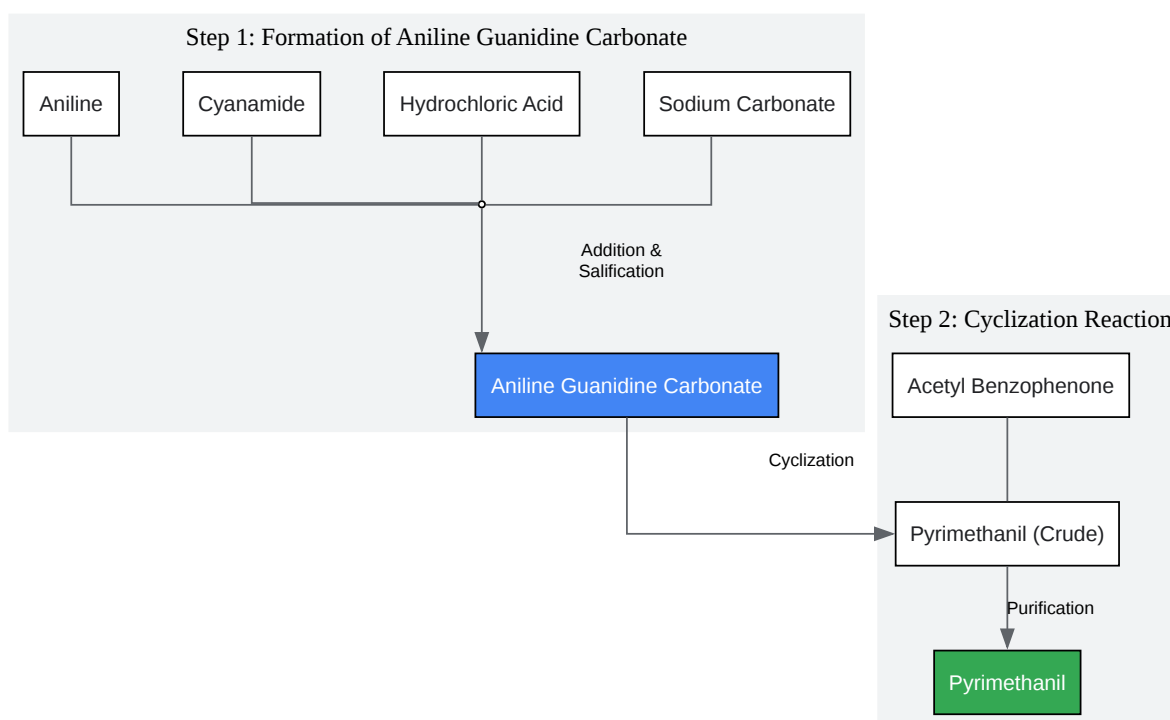 Step 1: Formation of Aniline Guanidine Carbonate
Aniline
Cyanamide
Hydrochloric Acid
Sodium Carbonate
Addition &
Salification
Aniline Guanidine Carbonate
Step 2: Cyclization Reaction
Acetyl Benzophenone
Cyclization
Pyrimethanil (Crude)
Purification
Pyrimethanil